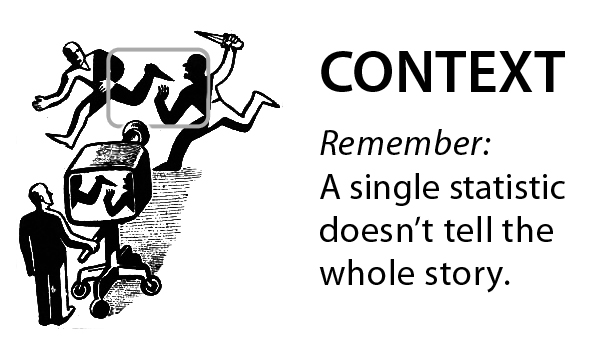 CONTEXT
Remember:
A single statistic
doesn’t tell the
whole story.